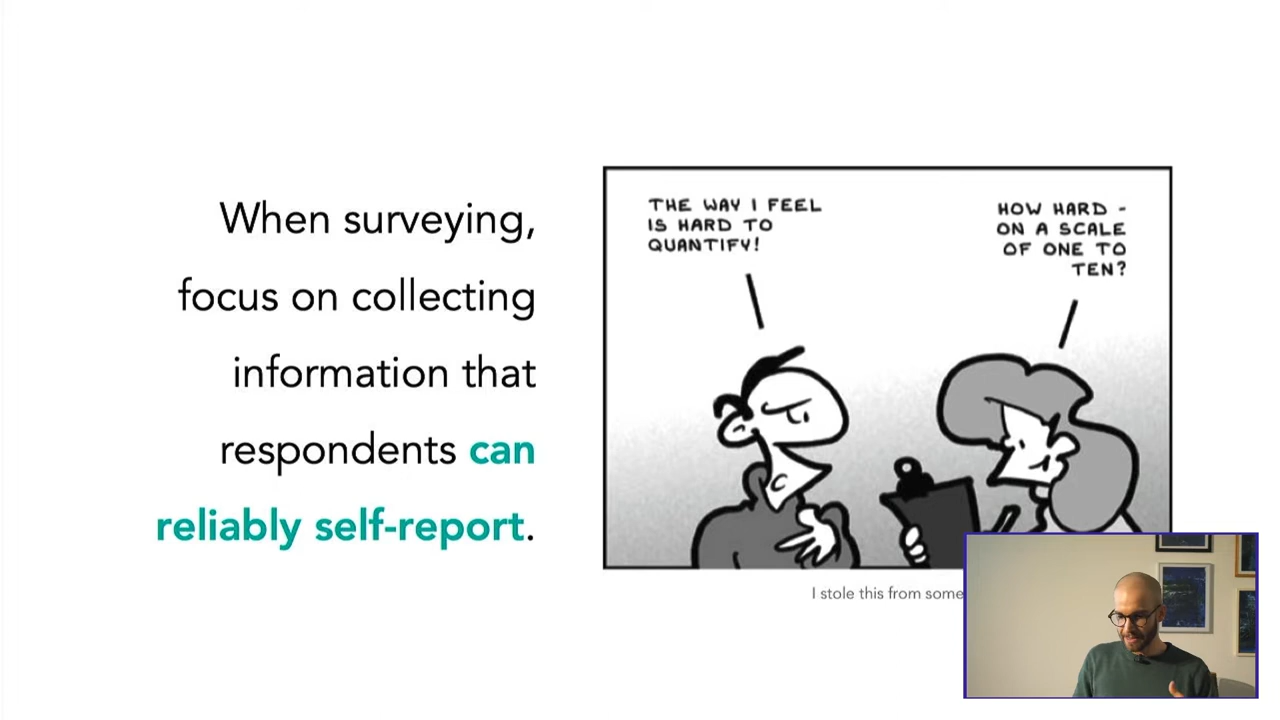 When surveying,
focus on collecting
information that
respondents can
reliably self-report.
THE WAY I FEEL
IS HARD TO
QUANTIFY!
HOW HARD -
ON A SCALE
OF ONE TO
TEN?
I stole this from some